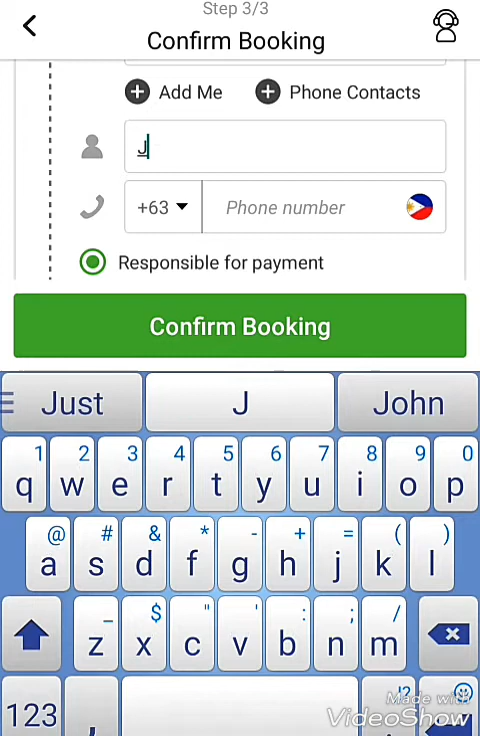 Step 3/3
Confirm Booking
Add Me
Phone Contacts
J
+63
Phone number
Responsible for payment
Confirm Booking
Just J John
1 2 3 4 5 6 7 8 9 0
q w e r t y u i o p
@ # & * - + = ( )
a s d f g h j k l
_ $ " ' : ; /
z x c v b n m
123 , . !?
Made with
VideoShow